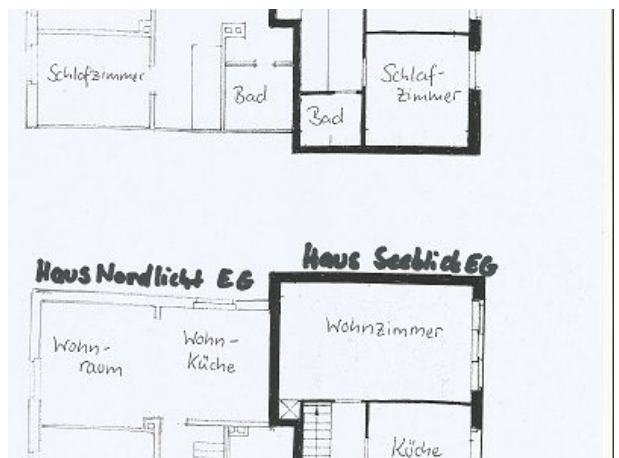 Schlafzimmer
Bad
Bad
Schlaf-
zimmer
Haus Nordlicht EG
Haus Seeblick EG
Wohn-
raum
Wohn-
Küche
Wohnzimmer
Küche